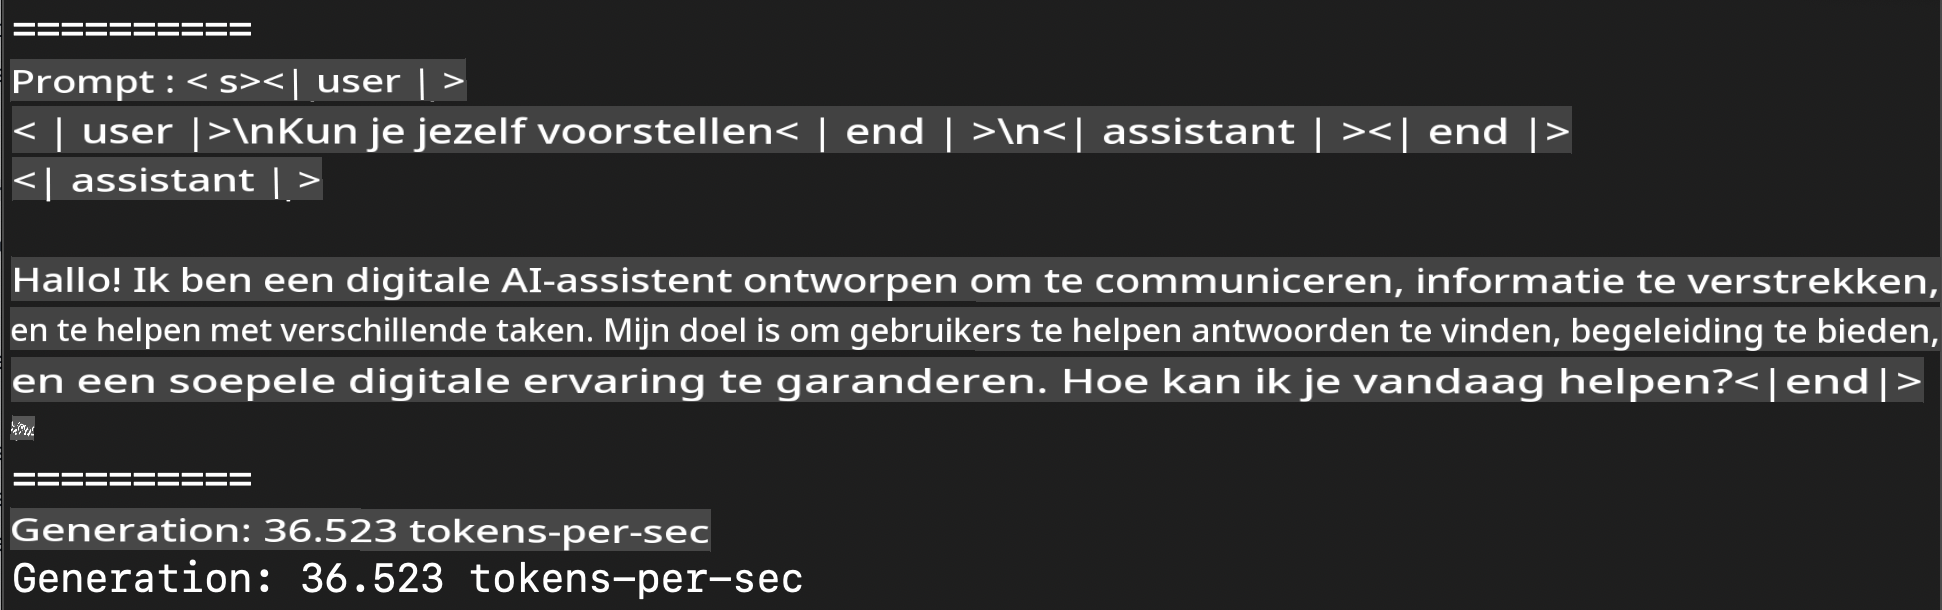 ==========
Prompt : < s><| user | >
< | user |>\nKun je jezelf voorstellen< | end | >\n<| assistant | ><| end |>
<| assistant | >
Hallo! Ik ben een digitale AI-assistent ontworpen om te communiceren, informatie te verstrekken,
en te helpen met verschillende taken. Mijn doel is om gebruikers te helpen antwoorden te vinden, begeleiding te bieden,
en een soepele digitale ervaring te garanderen. Hoe kan ik je vandaag helpen?<|end|>
==========
Generation: 36.523 tokens-per-sec
Generation: 36.523 tokens-per-sec